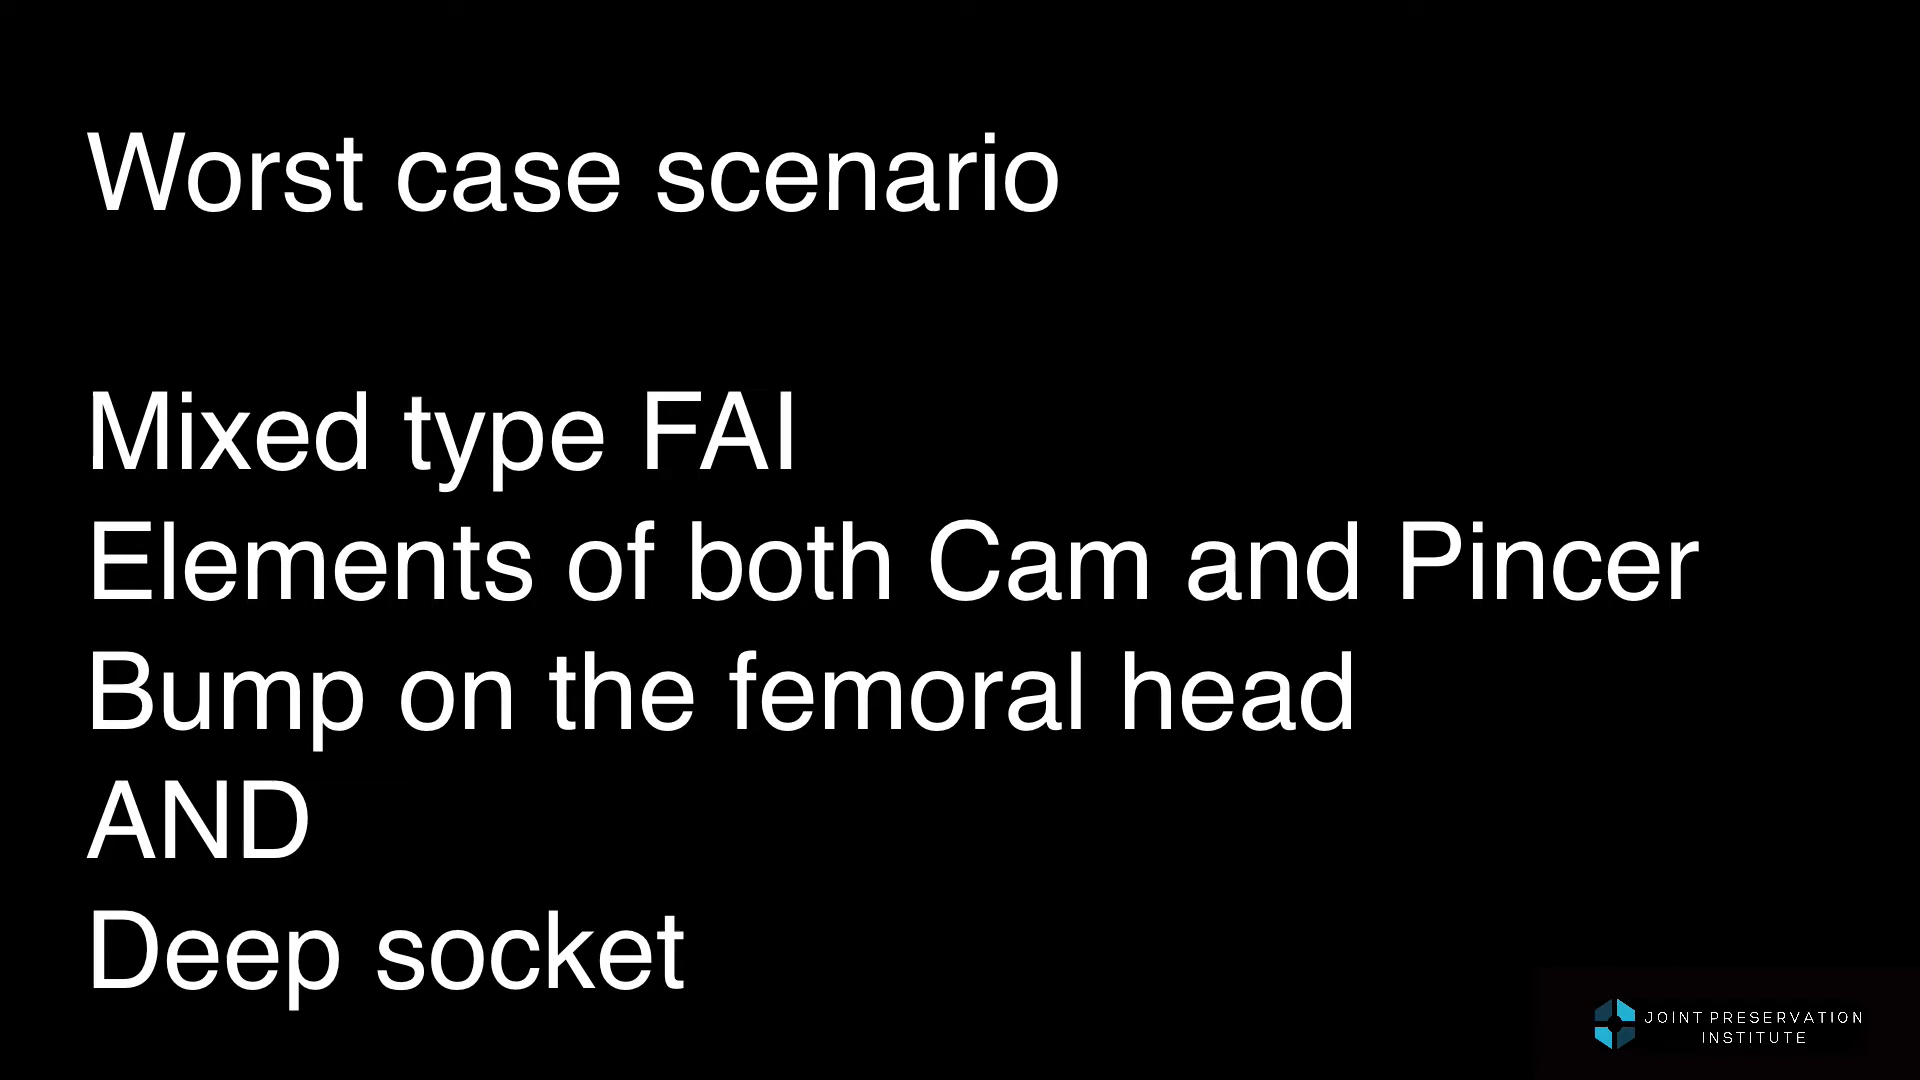 Worst case scenario
Mixed type FAI
Elements of both Cam and Pincer
Bump on the femoral head
AND
Deep socket
JOINT PRESERVATION
INSTITUTE